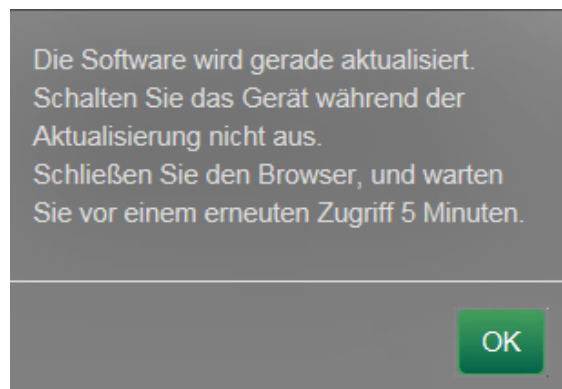 Die Software wird gerade aktualisiert.
Schalten Sie das Gerät während der
Aktualisierung nicht aus.
Schließen Sie den Browser, und warten
Sie vor einem erneuten Zugriff 5 Minuten.
OK